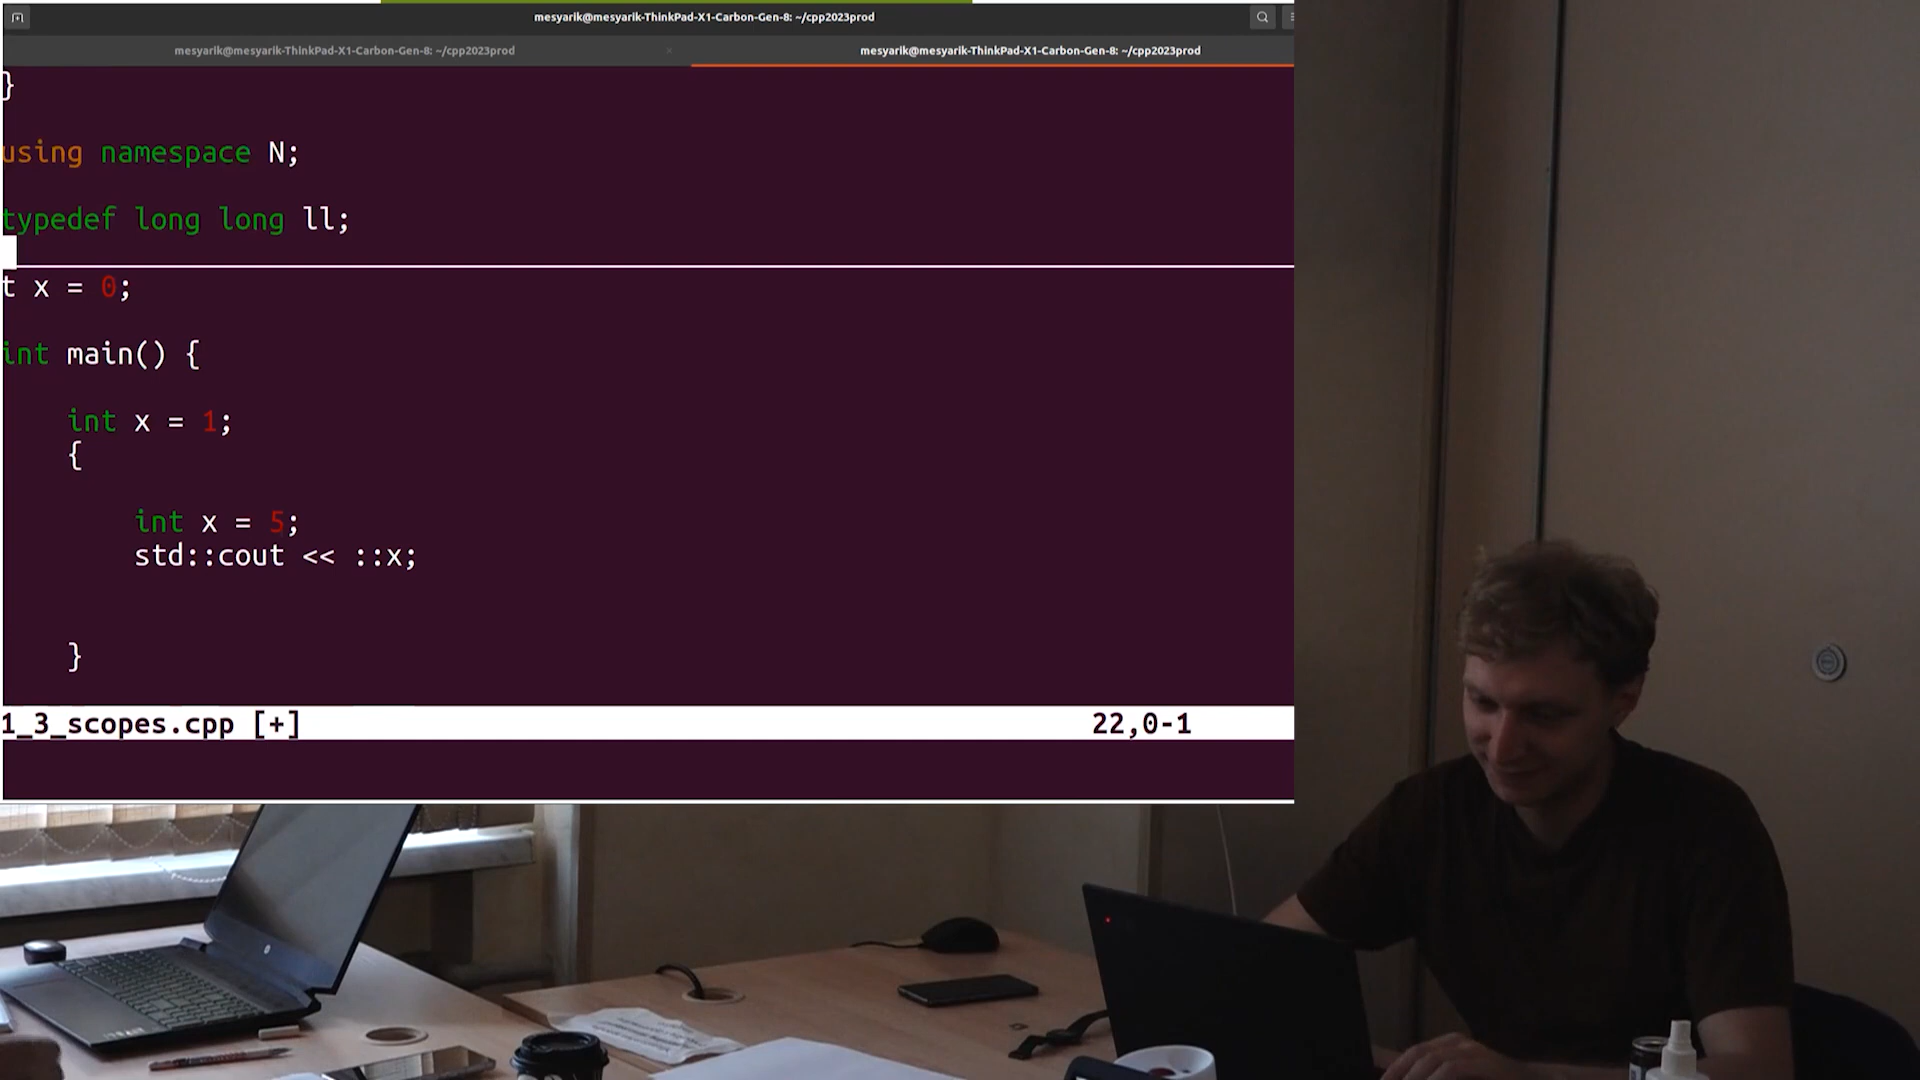 mesyarik@mesyarik-ThinkPad-X1-Carbon-Gen-8: ~/cpp2023prod
mesyarik@mesyarik-ThinkPad-X1-Carbon-Gen-8: ~/cpp2023prod
mesyarik@mesyarik-ThinkPad-X1-Carbon-Gen-8: ~/cpp2023prod
}
using namespace N;
typedef long long ll;
t x = 0;
int main() {
int x = 1;
{
int x = 5;
std::cout << ::x;
}
1_3_scopes.cpp [+] 22,0-1